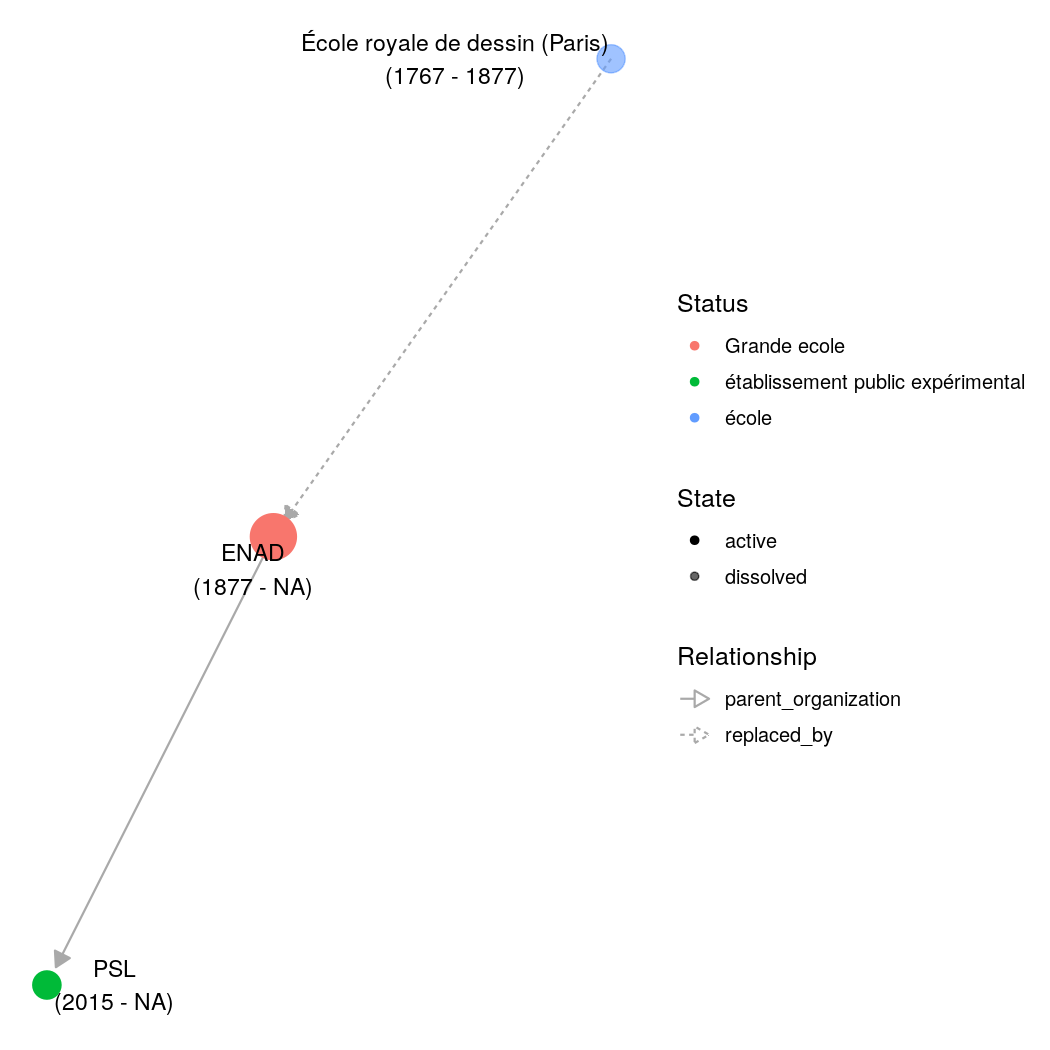 École royale de dessin (Paris)
(1767 - 1877)
Status
Grande ecole
établissement public expérimental
école
State
active
dissolved
ENAD
(1877 - NA)
Relationship
parent_organization
replaced_by
PSL
(2015 - NA)